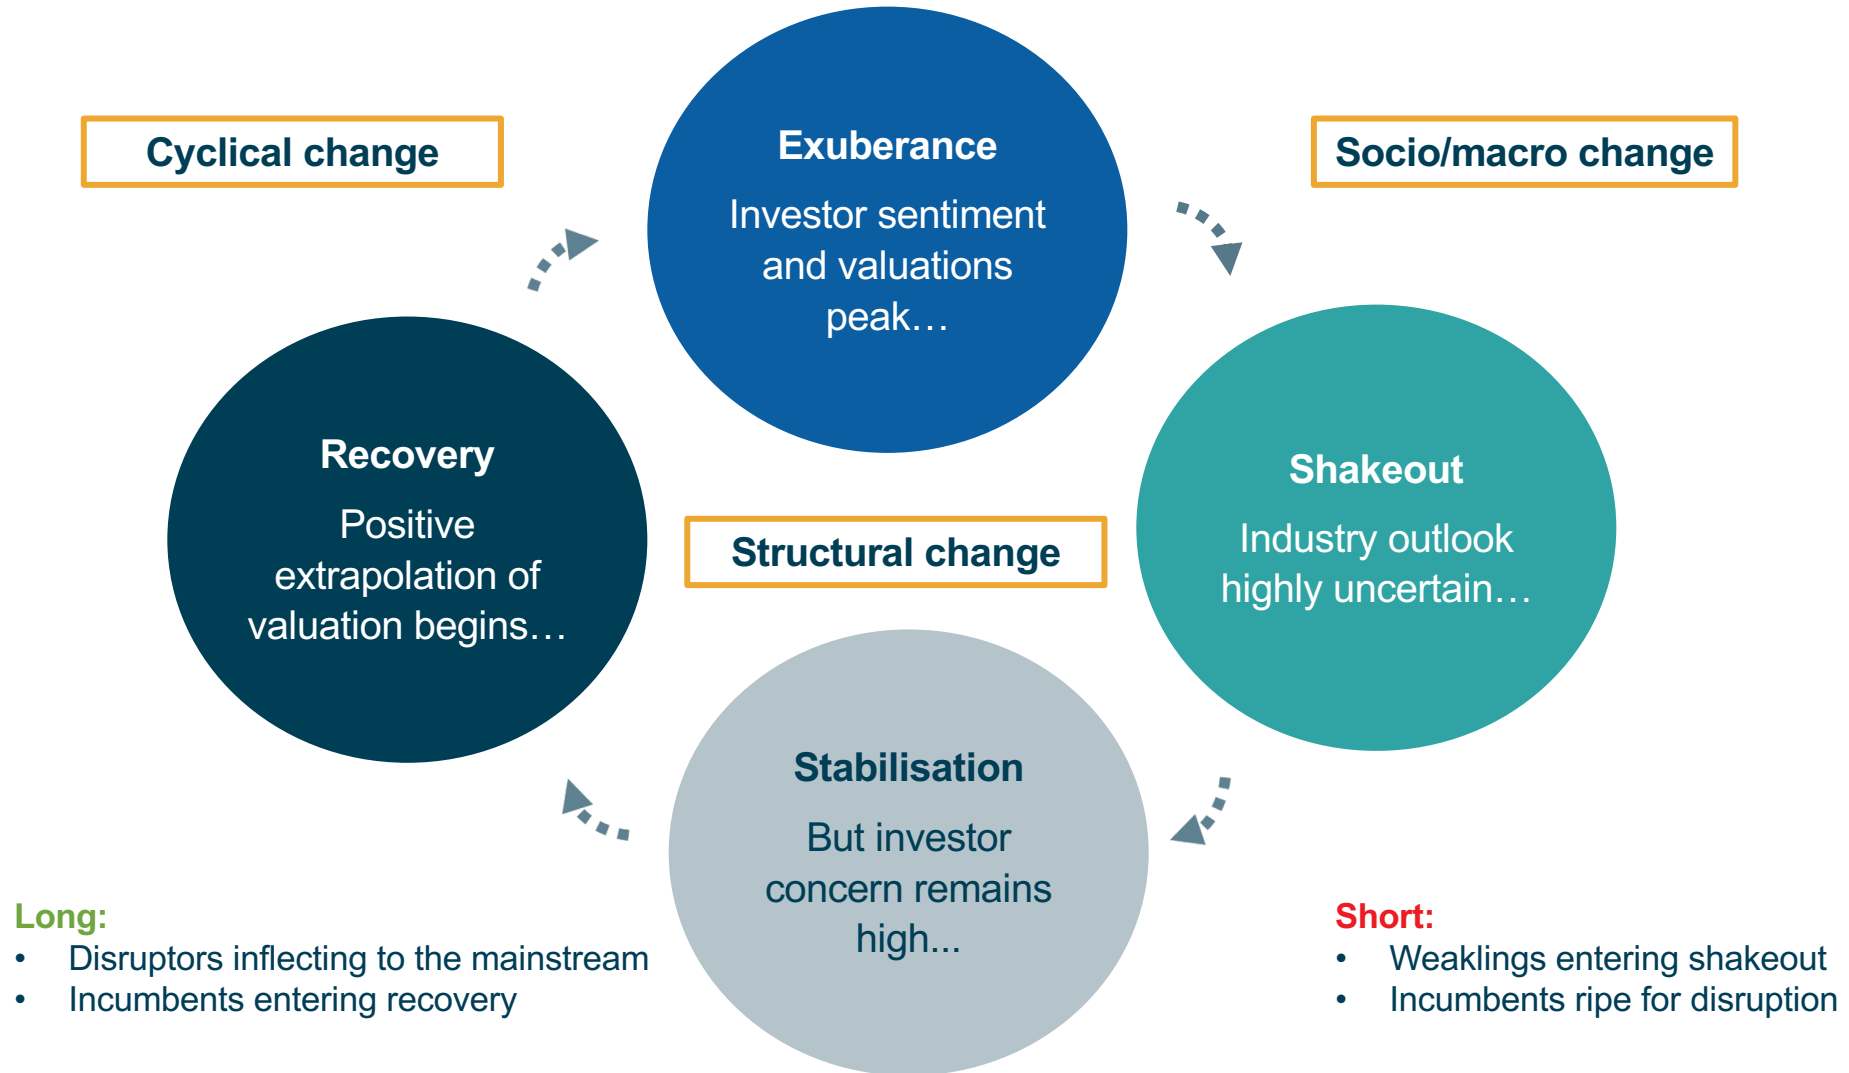 Cyclical change
Exuberance
Investor sentiment
and valuations
peak…
Socio/macro change
Recovery
Positive
extrapolation of
valuation begins…
Structural change
Shakeout
Industry outlook
highly uncertain…
Stabilisation
But investor
concern remains
high...
Long:
• Disruptors inflecting to the mainstream
• Incumbents entering recovery
Short:
• Weaklings entering shakeout
• Incumbents ripe for disruption